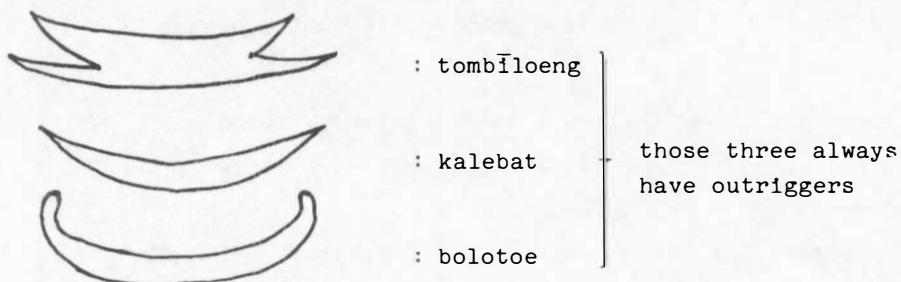 : tombīloeng
: kalebat
those three always
have outriggers
: bolotoe